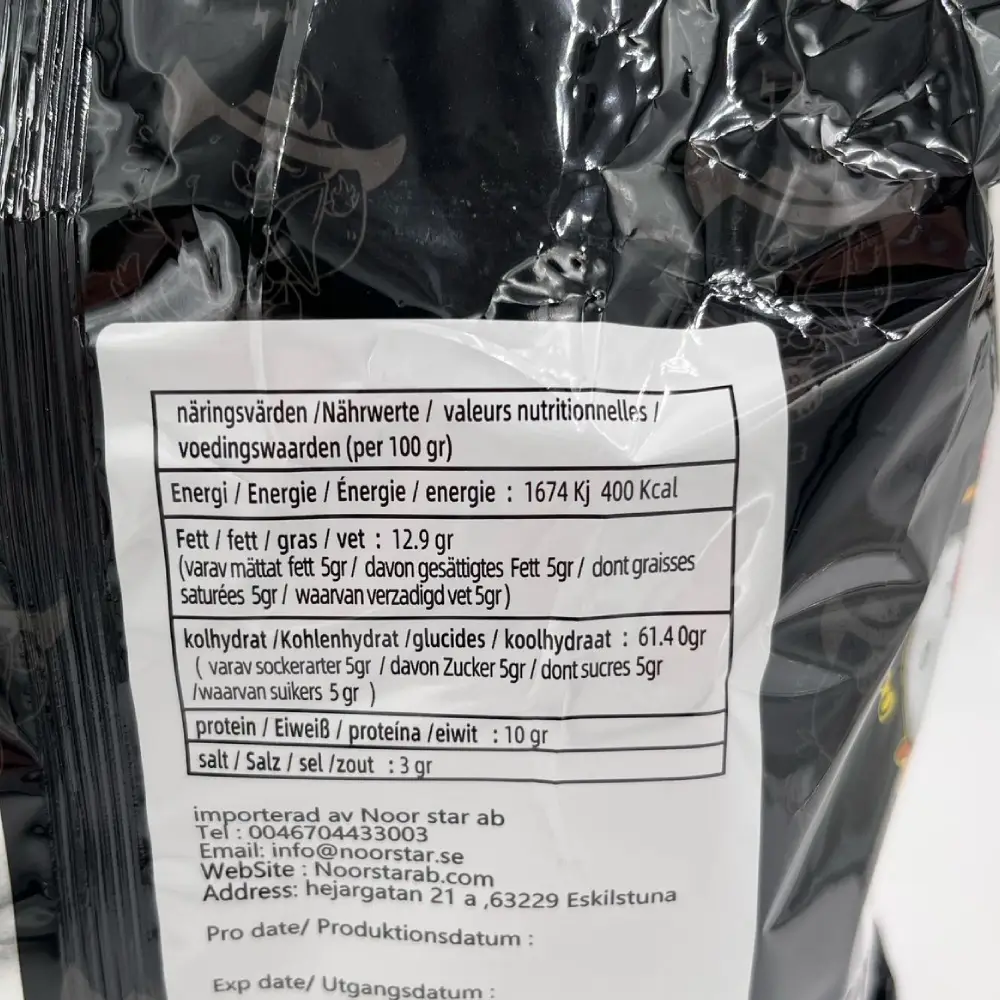 näringsvärden /Nährwerte / valeurs nutritionnelles /
voedingswaarden (per 100 gr)
Energi / Energie / Énergie / energie : 1674 Kj 400 Kcal
Fett / fett / gras / vet : 12.9 gr
(varav mättat fett 5gr / davon gesättigtes Fett 5gr / dont graisses
saturées 5gr / waarvan verzadigd vet 5gr )
kolhydrat /Kohlenhydrat /glucides / koolhydraat : 61.4 0gr
( varav sockerarter 5gr / davon Zucker 5gr / dont sucres 5gr
/waarvan suikers 5 gr )
protein / Eiweiß / proteína /eiwit : 10 gr
salt / Salz / sel /zout : 3 gr
importerad av Noor star ab
Tel : 0046704433003
Email: info@noorstar.se
WebSite : Noorstarab.com
Address: hejargatan 21 a ,63229 Eskilstuna
Pro date/ Produktionsdatum :
Exp date/ Utgangsdatum :